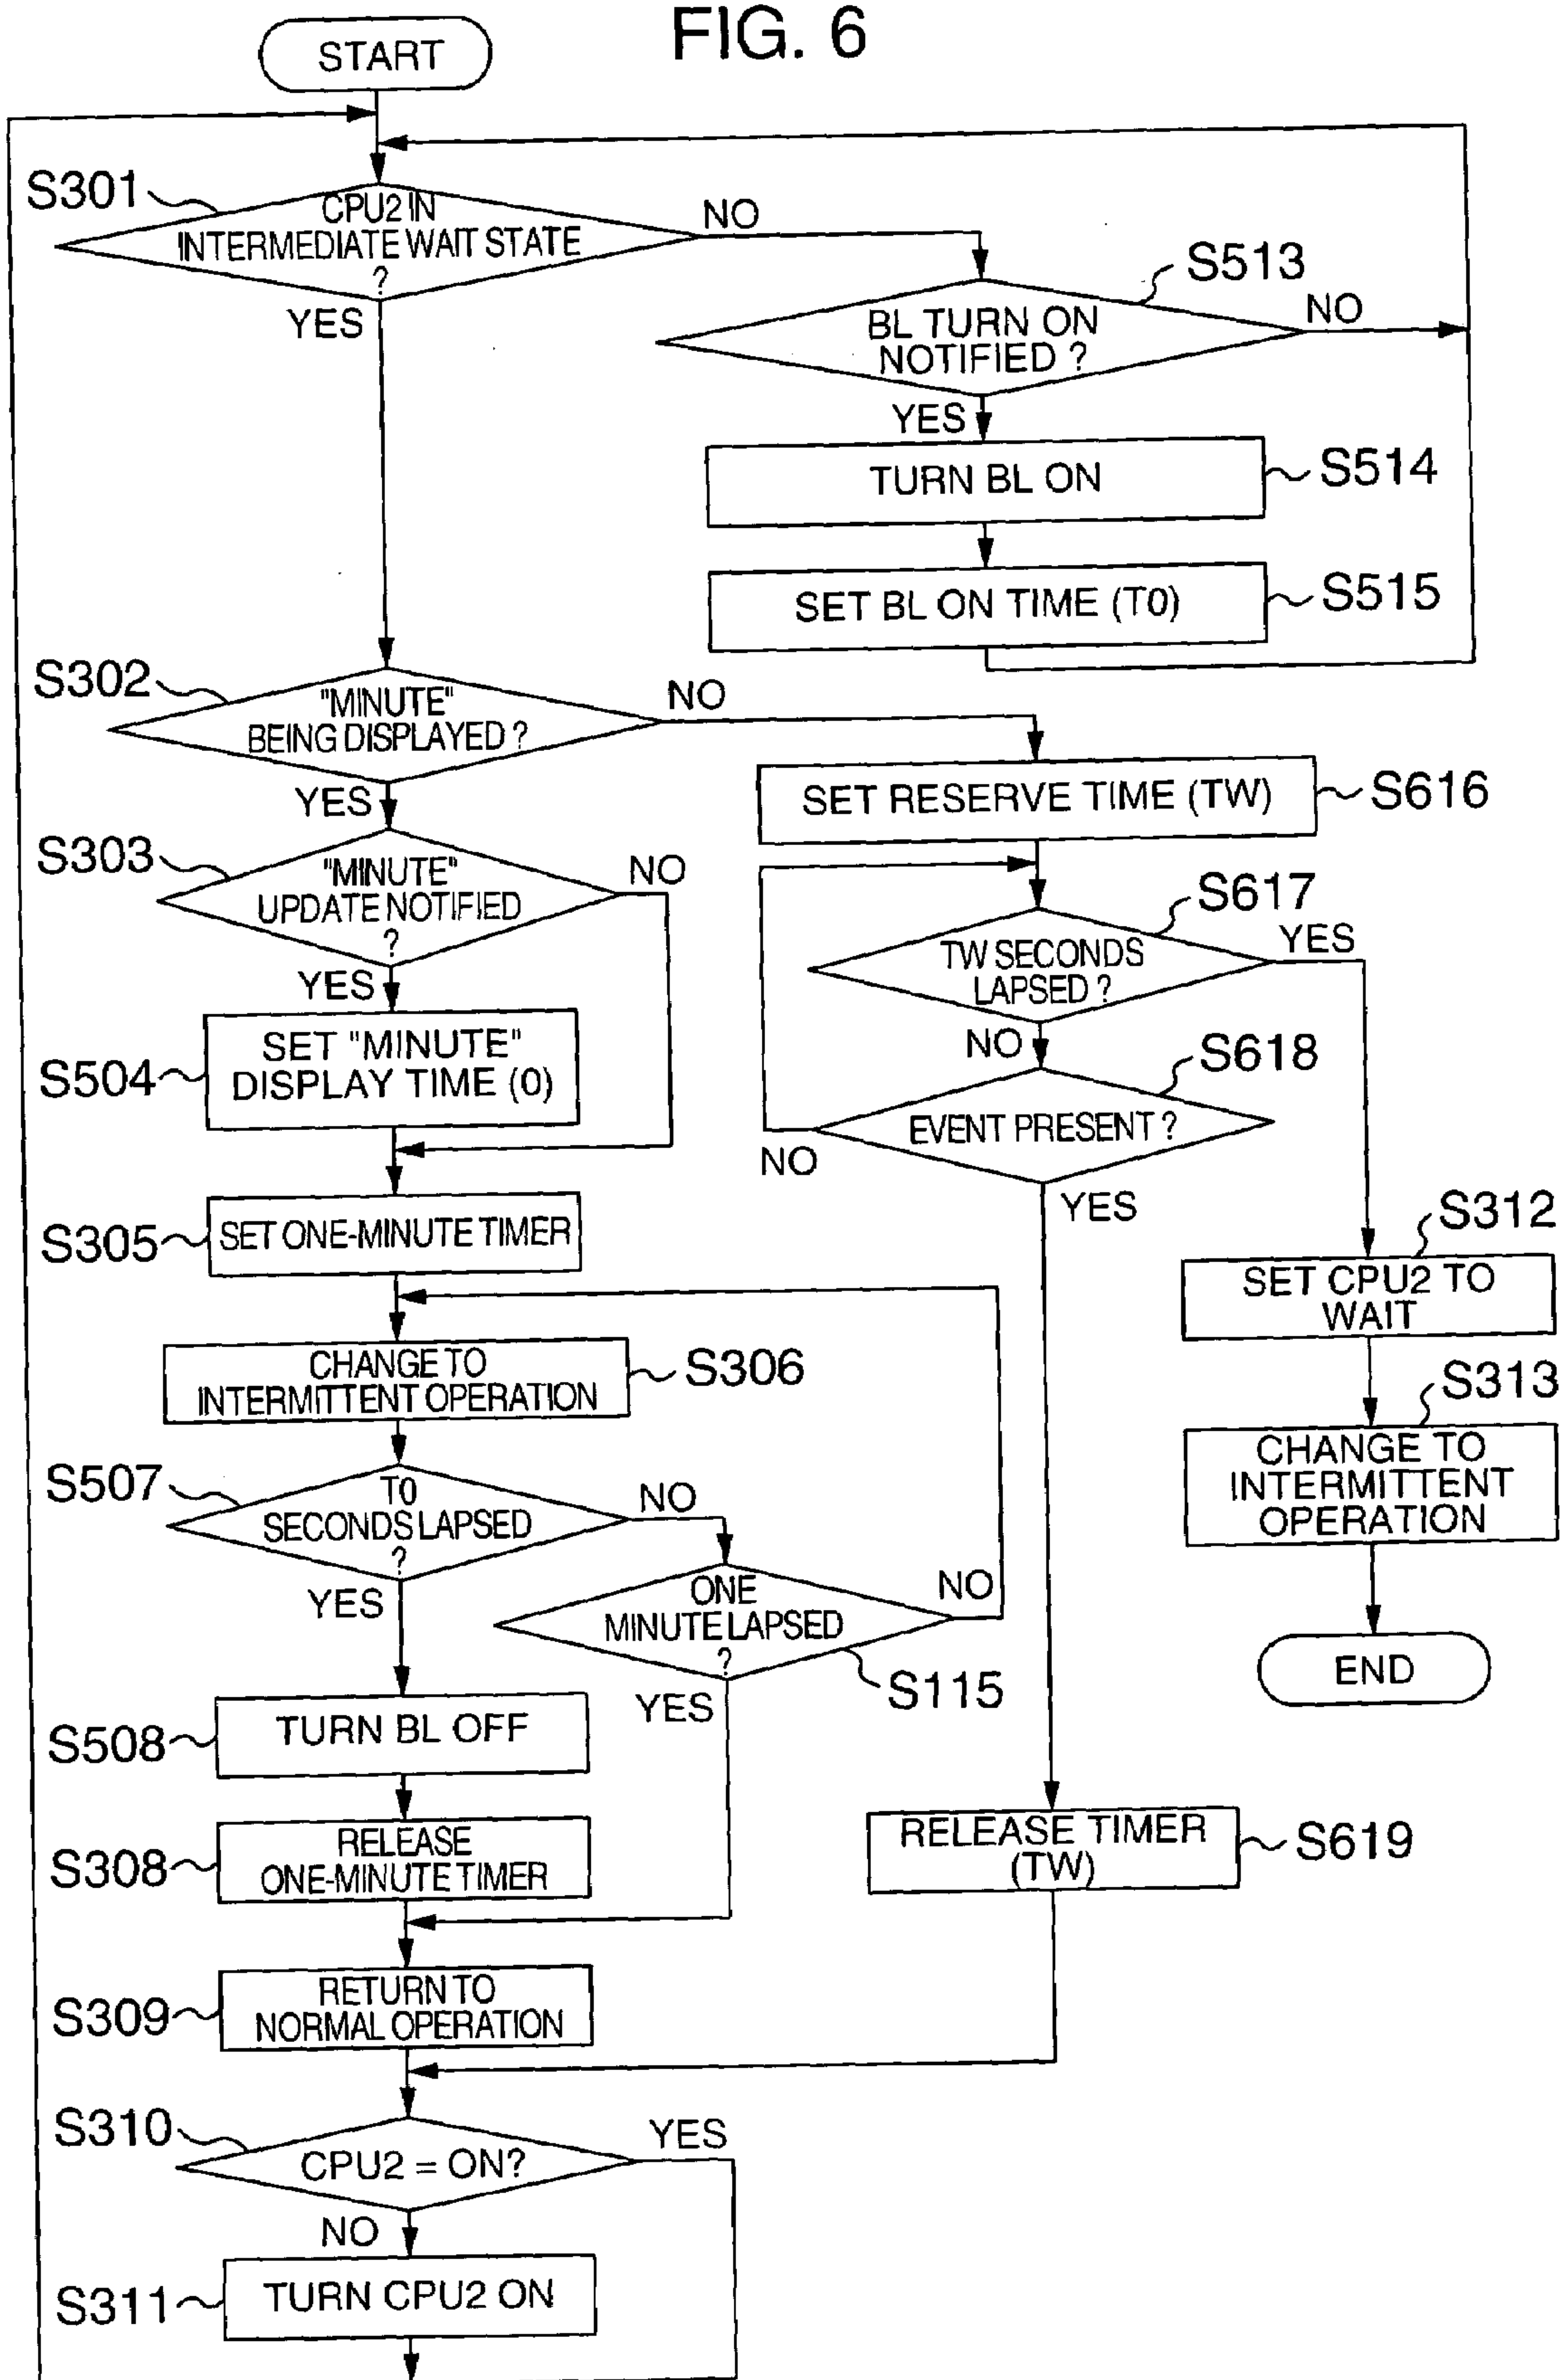 FIG. 6
START
S301
CPU2 IN
INTERMEDIATE WAIT STATE
?
NO
YES
S513
BL TURN ON
NOTIFIED ?
NO
YES
TURN BL ON
S514
SET BL ON TIME (T0)
S515
S302
"MINUTE"
BEING DISPLAYED ?
NO
YES
SET RESERVE TIME (TW)
S616
S303
"MINUTE"
UPDATE NOTIFIED
?
NO
YES
S617
TW SECONDS
LAPSED ?
YES
NO
S504
SET "MINUTE"
DISPLAY TIME (0)
S618
EVENT PRESENT ?
NO
YES
S305
SET ONE-MINUTE TIMER
S312
SET CPU2 TO
WAIT
CHANGE TO
INTERMITTENT OPERATION
S306
S313
CHANGE TO
INTERMITTENT
OPERATION
S507
T0
SECONDS LAPSED
?
NO
YES
ONE
MINUTE LAPSED
?
NO
S115
YES
END
S508
TURN BL OFF
S308
RELEASE
ONE-MINUTE TIMER
RELEASE TIMER
(TW)
S619
S309
RETURN TO
NORMAL OPERATION
S310
CPU2 = ON?
YES
NO
S311
TURN CPU2 ON